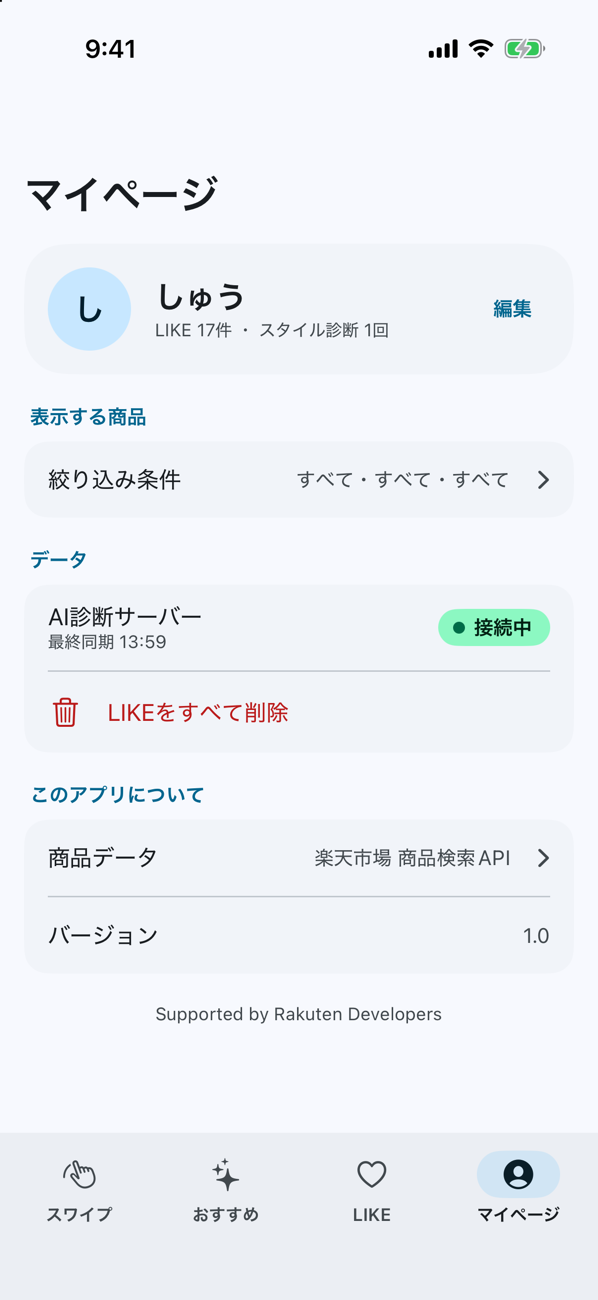 9:41
マイページ
し
しゅう
LIKE 17件 ・ スタイル診断 1回
編集
表示する商品
絞り込み条件
すべて・すべて・すべて
データ
AI診断サーバー
最終同期 13:59
接続中
LIKEをすべて削除
このアプリについて
商品データ
楽天市場 商品検索API
バージョン
1.0
Supported by Rakuten Developers
スワイプ
おすすめ
LIKE
マイページ